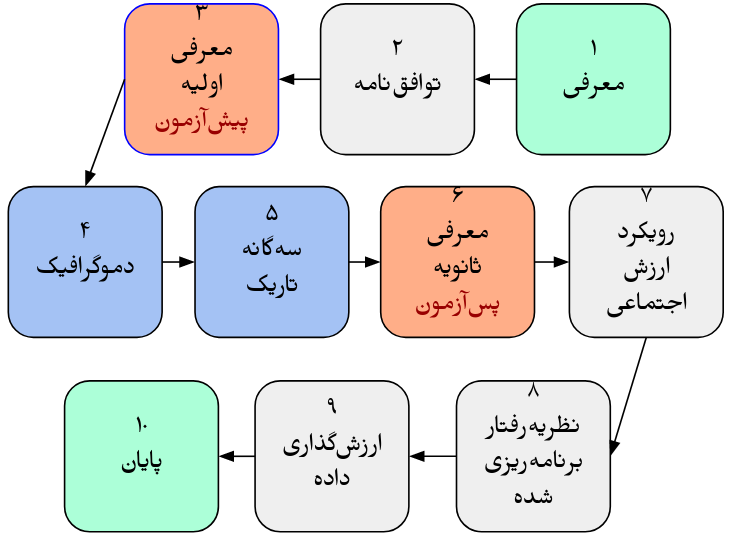 ۱
معرفی
۲
توافق‌نامه
۳
معرفی
اولیه
پیش‌آزمون
۴
دموگرافیک
۵
سه‌گانه
تاریک
۶
معرفی
ثانویه
پس‌آزمون
۷
رویکرد
ارزش
اجتماعی
۸
نظریه‌رفتار
برنامه‌ریزی
شده
۹
ارزش‌گذاری
داده
۱۰
پایان